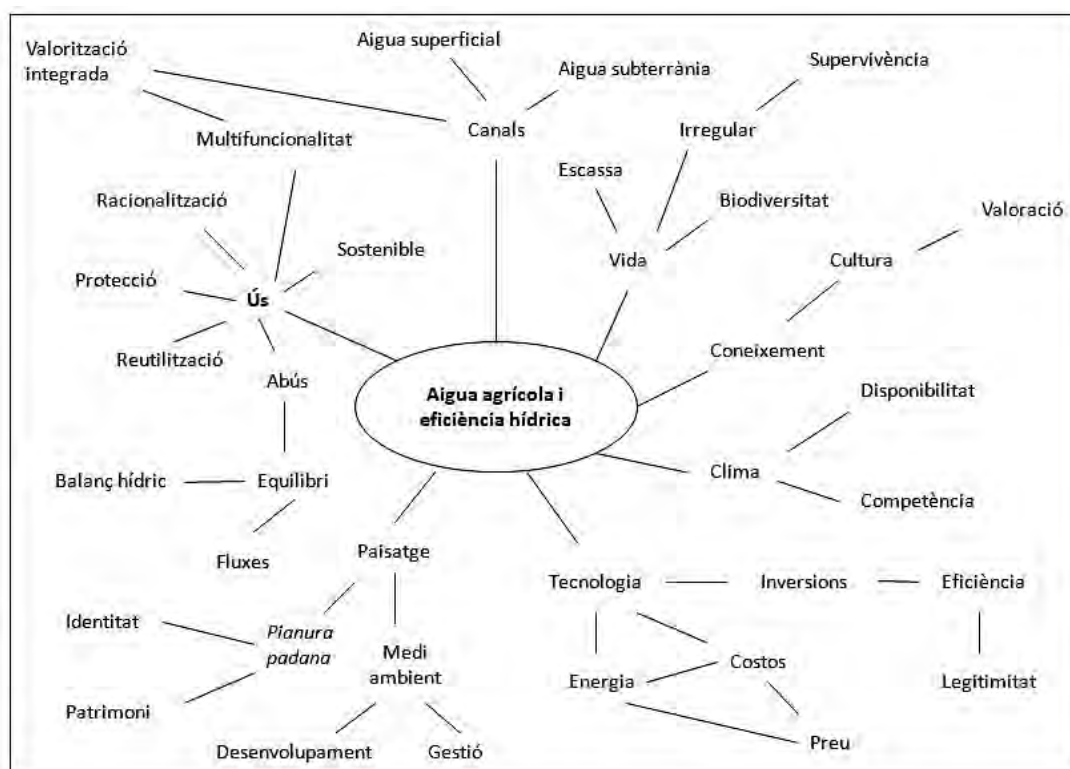 Valorització
integrada
Aigua superficial
Aigua subterrània
Supervivència
Canals
Irregular
Multifuncionalitat
Escassa
Racionalització
Biodiversitat
Valoració
Sostenible
Vida
Cultura
Protecció
Ús
Reutilització
Coneixement
Abús
Aigua agrícola i
eficiència hídrica
Disponibilitat
Clima
Balanç hídric
Equilibri
Competència
Fluxes
Paisatge
Tecnologia
Inversions
Eficiència
Identitat
Pianura
padana
Medi
ambient
Costos
Energia
Legitimitat
Patrimoni
Desenvolupament
Gestió
Preu